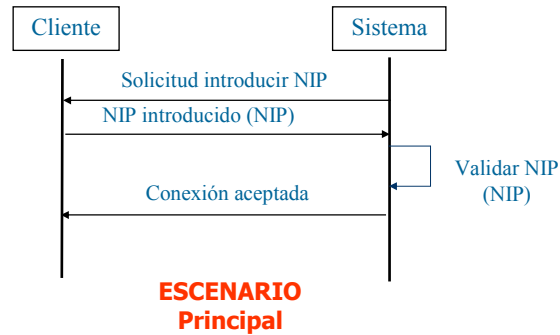 Cliente
Sistema
Solicitud introducir NIP
NIP introducido (NIP)
Validar NIP
(NIP)
Conexión aceptada
ESCENARIO
Principal